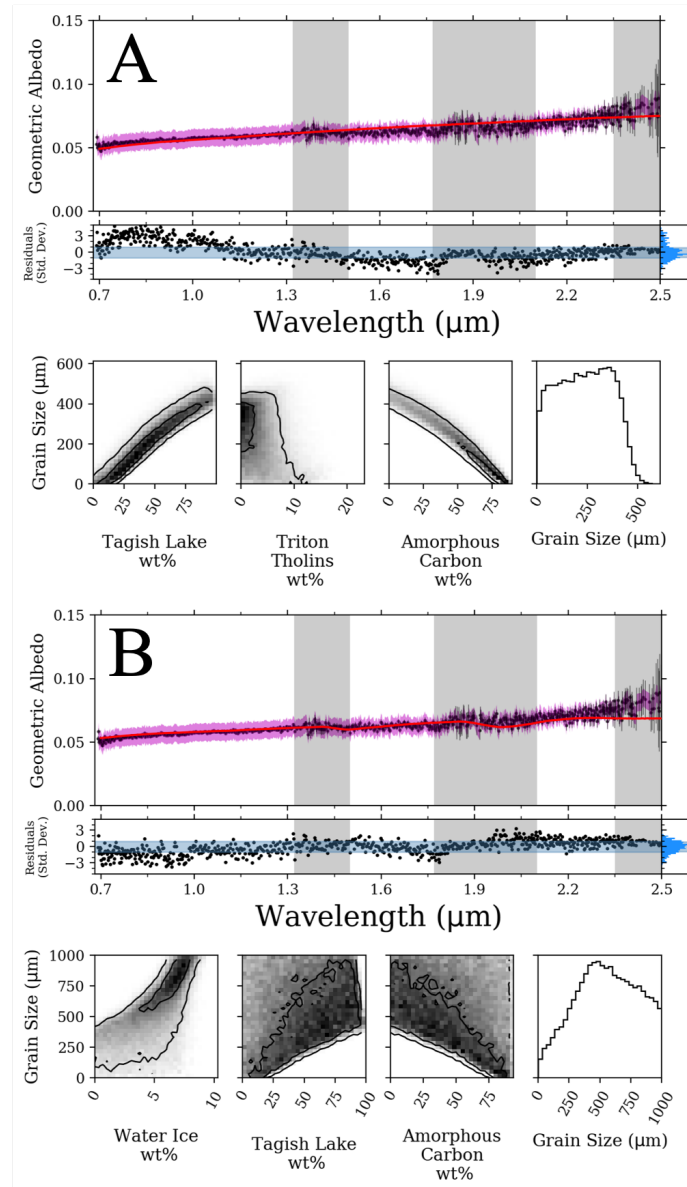 A
Geometric Albedo
0.15
0.10
0.05
0.00
Residuals
(Std. Dev.)
3
0
−3
0.7 1.0 1.3 1.6 1.9 2.2 2.5
Wavelength (μm)
Grain Size (μm)
600
400
200
0
0 25 50 75
Tagish Lake
wt%
0 10 20
Triton
Tholins
wt%
0 25 50 75
Amorphous
Carbon
wt%
0 250 500
Grain Size (μm)
B
Geometric Albedo
0.15
0.10
0.05
0.00
Residuals
(Std. Dev.)
3
0
−3
0.7 1.0 1.3 1.6 1.9 2.2 2.5
Wavelength (μm)
Grain Size (μm)
1000
750
500
250
0
0 5 10
Water Ice
wt%
0 25 50 75 100
Tagish Lake
wt%
0 25 50 75
Amorphous
Carbon
wt%
0 500 1000
Grain Size (μm)